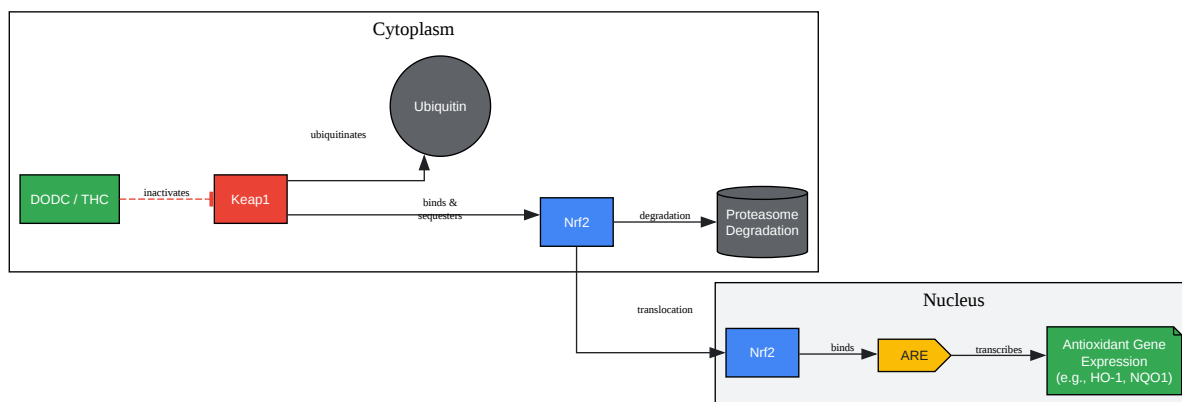 Cytoplasm
Ubiquitin
ubiquitinates
DODC / THC
inactivates
Keap1
binds &
sequesters
Nrf2
degradation
Proteasome
Degradation
translocation
Nucleus
Nrf2
binds
ARE
transcribes
Antioxidant Gene
Expression
(e.g., HO-1, NQO1)